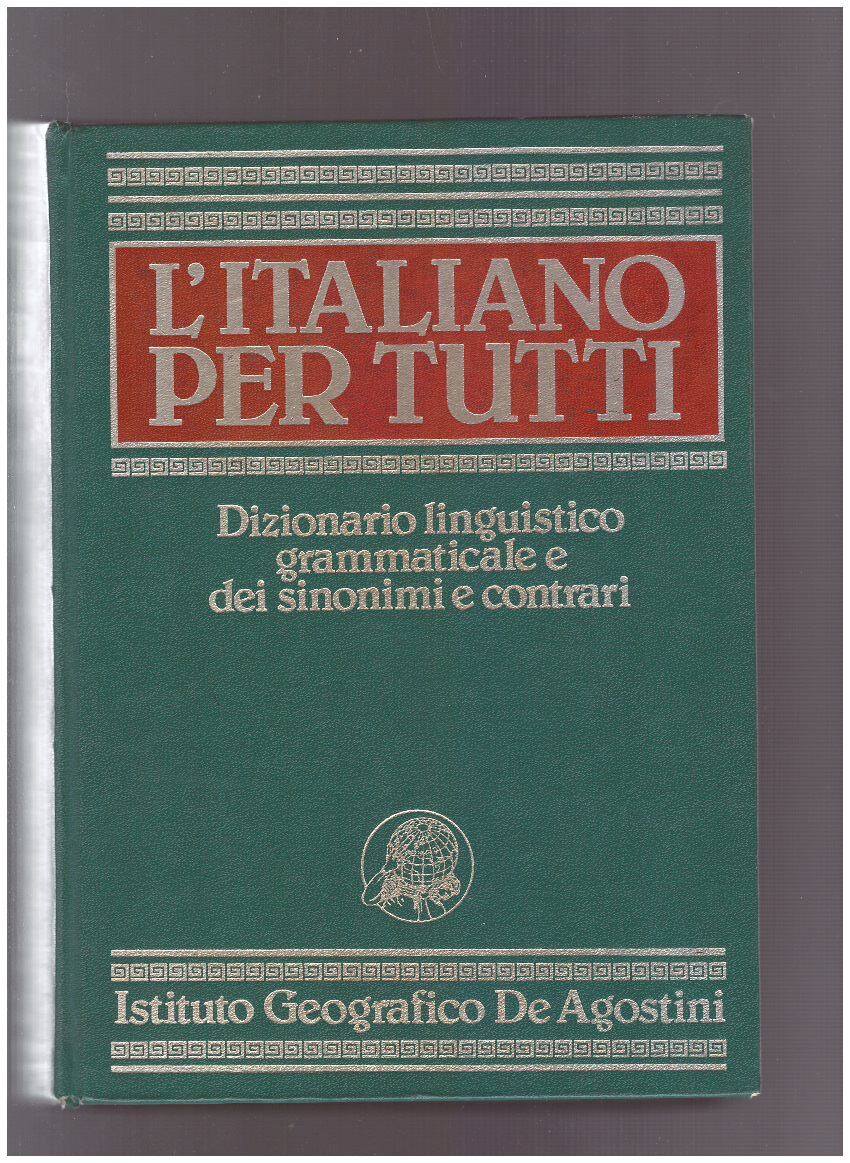 L'ITALIANO
PER TUTTI
Dizionario linguistico
grammaticale e
dei sinonimi e contrari
Istituto Geografico De Agostini